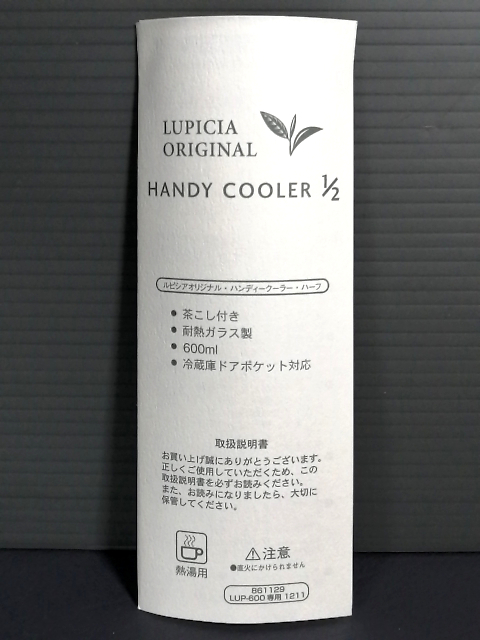 LUPICIA
ORIGINAL
HANDY COOLER 1/2
ルピシアオリジナル・ハンディークーラー・ハーフ
● 茶こし付き
● 耐熱ガラス製
● 600ml
● 冷蔵庫ドアポケット対応
取扱説明書
お買い上げ誠にありがとうございます。
正しくご使用していただくため、この
取扱説明書を必ずお読みください。
また、お読みになりましたら、大切に
保管してください。
熱湯用
⚠注意
●直火にかけられません
861129
LUP-600専用 1211